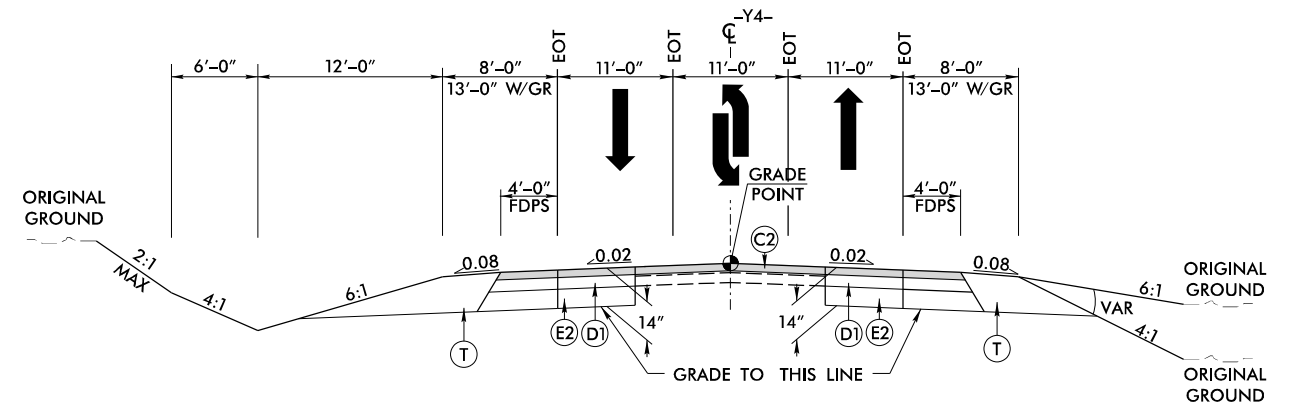 -Y4-
℄
EOT
EOT
EOT
EOT
6'-0"
12'-0"
8'-0"
11'-0"
11'-0"
11'-0"
8'-0"
13'-0" W/GR
13'-0" W/GR
GRADE
POINT
4'-0"
FDPS
4'-0"
FDPS
ORIGINAL
GROUND
C2
2:1
MAX
4:1
6:1
0.08
0.02
0.02
0.08
6:1
ORIGINAL
GROUND
VAR
4:1
T
E2
D1
14"
14"
D1
E2
T
GRADE TO THIS LINE
ORIGINAL
GROUND